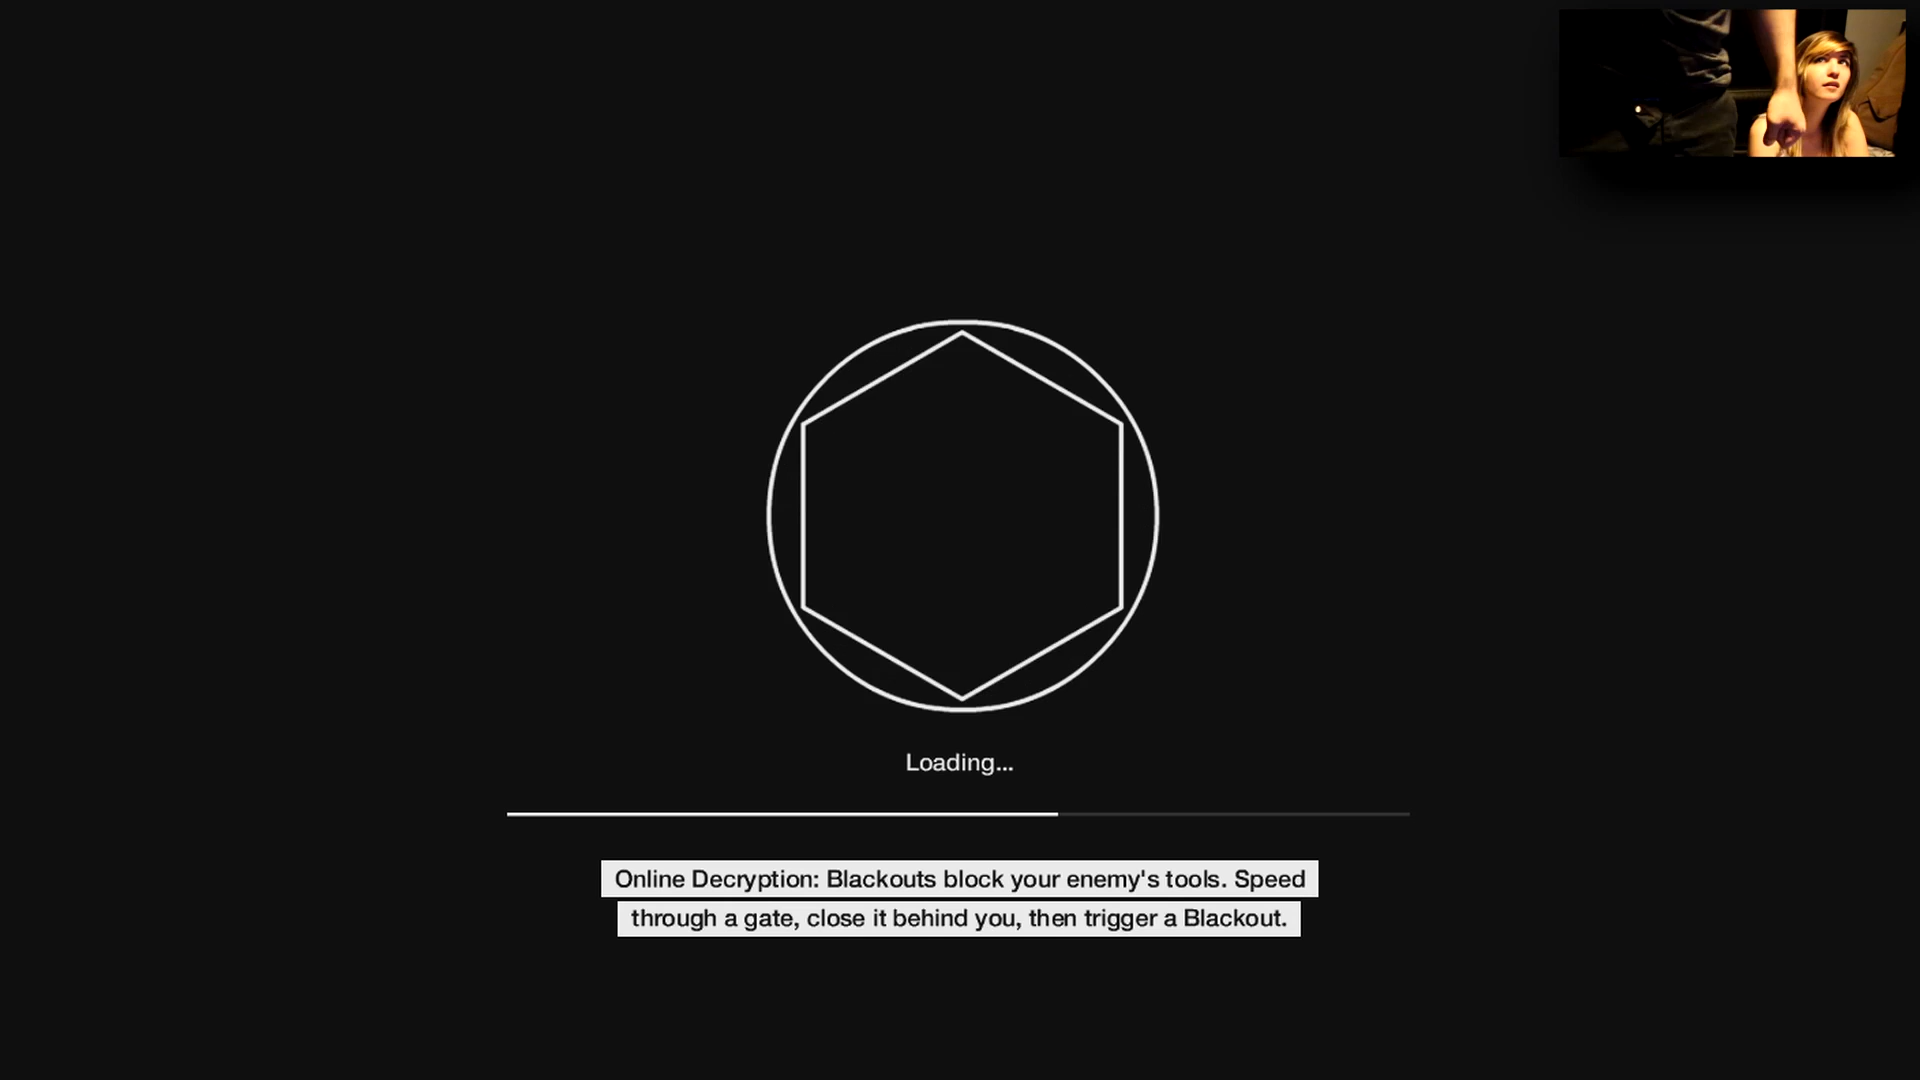 Loading...
Online Decryption: Blackouts block your enemy's tools. Speed
through a gate, close it behind you, then trigger a Blackout.